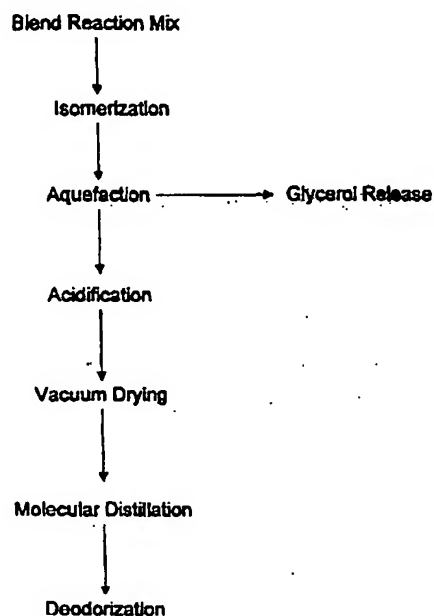 Blend Reaction Mix
Isomerization
Aquefaction
Glycerol Release
Acidification
Vacuum Drying
Molecular Distillation
Deodorization